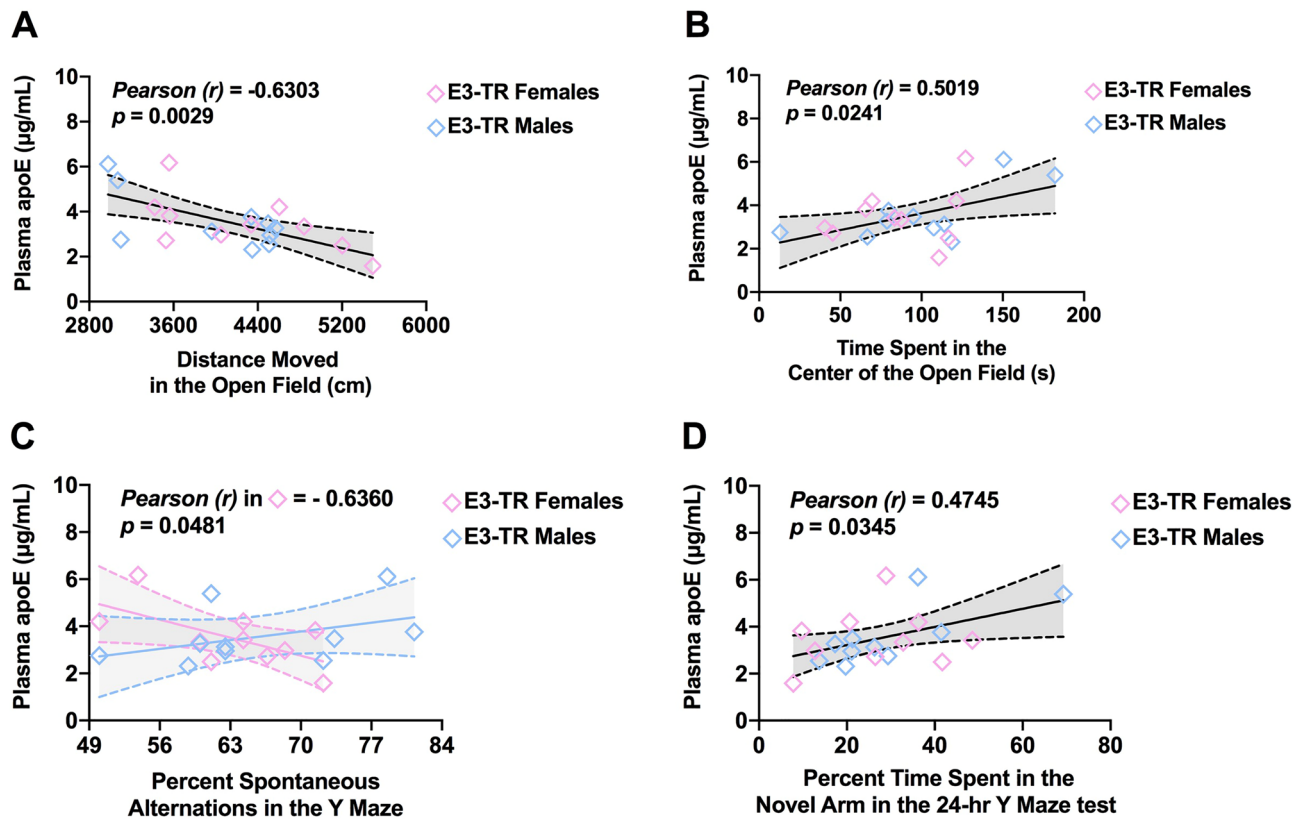 A
Plasma apoE (µg/mL)
10
8
6
4
2
0
Pearson (r) = -0.6303
p = 0.0029
E3-TR Females
E3-TR Males
2800 3600 4400 5200 6000
Distance Moved
in the Open Field (cm)
B
Plasma apoE (µg/mL)
10
8
6
4
2
0
Pearson (r) = 0.5019
p = 0.0241
E3-TR Females
E3-TR Males
0 50 100 150 200
Time Spent in the
Center of the Open Field (s)
C
Plasma apoE (µg/mL)
10
8
6
4
2
0
Pearson (r) in = - 0.6360
p = 0.0481
E3-TR Females
E3-TR Males
49 56 63 70 77 84
Percent Spontaneous
Alternations in the Y Maze
D
Plasma apoE (µg/mL)
10
8
6
4
2
0
Pearson (r) = 0.4745
p = 0.0345
E3-TR Females
E3-TR Males
0 20 40 60 80
Percent Time Spent in the
Novel Arm in the 24-hr Y Maze test